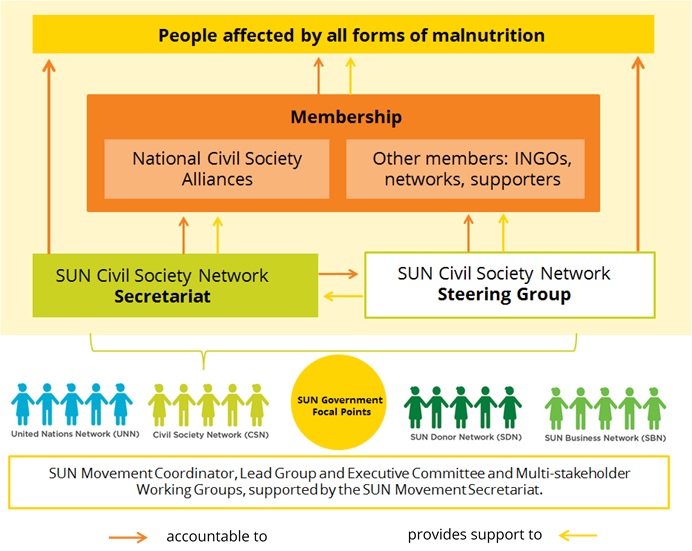 People affected by all forms of malnutrition
Membership
National Civil Society
Alliances
Other members: INGOs,
networks, supporters
SUN Civil Society Network
Secretariat
SUN Civil Society Network
Steering Group
United Nations Network (UNN)
Civil Society Network (CSN)
SUN Government
Focal Points
SUN Donor Network (SDN)
SUN Business Network (SBN)
SUN Movement Coordinator, Lead Group and Executive Committee and Multi-stakeholder
Working Groups, supported by the SUN Movement Secretariat.
accountable to
provides support to